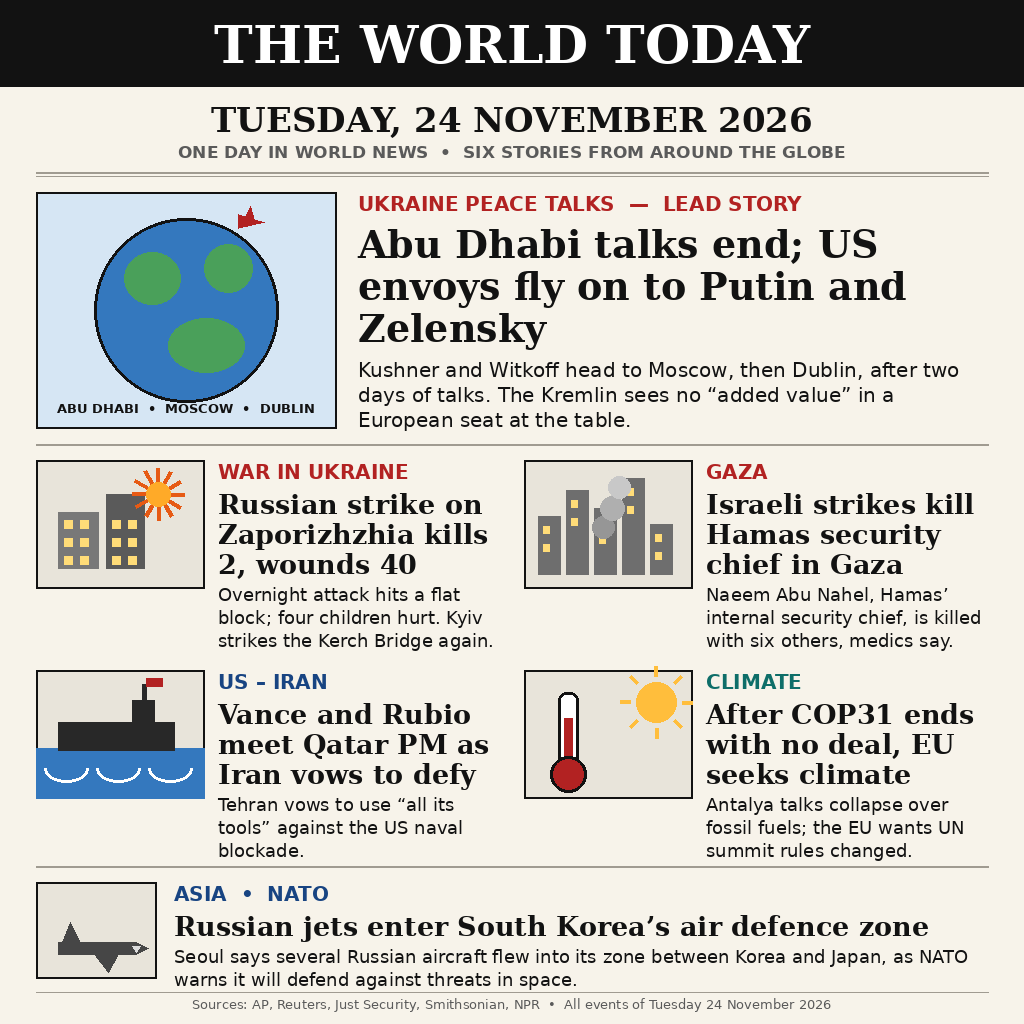 THE WORLD TODAY
TUESDAY, 24 NOVEMBER 2026
ONE DAY IN WORLD NEWS • SIX STORIES FROM AROUND THE GLOBE
ABU DHABI • MOSCOW • DUBLIN
UKRAINE PEACE TALKS — LEAD STORY
Abu Dhabi talks end; US
envoys fly on to Putin and
Zelensky
Kushner and Witkoff head to Moscow, then Dublin, after two
days of talks. The Kremlin sees no “added value” in a
European seat at the table.
WAR IN UKRAINE
Russian strike on
Zaporizhzhia kills
2, wounds 40
Overnight attack hits a flat
block; four children hurt. Kyiv
strikes the Kerch Bridge again.
GAZA
Israeli strikes kill
Hamas security
chief in Gaza
Naeem Abu Nahel, Hamas’
internal security chief, is killed
with six others, medics say.
US – IRAN
Vance and Rubio
meet Qatar PM as
Iran vows to defy
Tehran vows to use “all its
tools” against the US naval
blockade.
CLIMATE
After COP31 ends
with no deal, EU
seeks climate
Antalya talks collapse over
fossil fuels; the EU wants UN
summit rules changed.
ASIA • NATO
Russian jets enter South Korea’s air defence zone
Seoul says several Russian aircraft flew into its zone between Korea and Japan, as NATO
warns it will defend against threats in space.
Sources: AP, Reuters, Just Security, Smithsonian, NPR • All events of Tuesday 24 November 2026